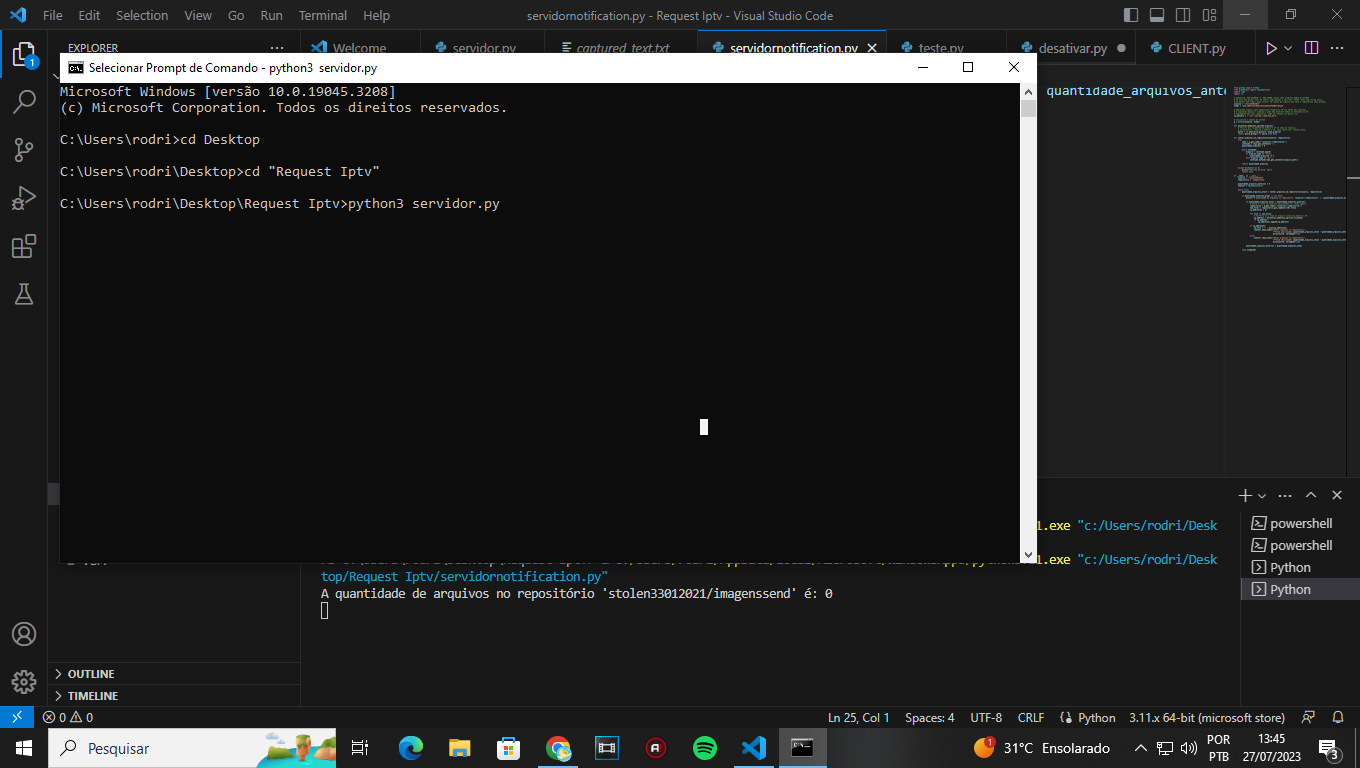 File Edit Selection View Go Run Terminal Help
servidornotification.py - Request Iptv - Visual Studio Code
EXPLORER
Welcome
servidor.py
captured_text.txt
servidornotification.py
teste.py
desativar.py
CLIENT.py
Selecionar Prompt de Comando - python3 servidor.py
Microsoft Windows [versão 10.0.19045.3208]
(c) Microsoft Corporation. Todos os direitos reservados.
C:\Users\rodri>cd Desktop
C:\Users\rodri\Desktop>cd "Request Iptv"
C:\Users\rodri\Desktop\Request Iptv>python3 servidor.py
quantidade_arquivos_ante
1
powershell
powershell
Python
Python
1.exe "c:/Users/rodri/Desk
1.exe "c:/Users/rodri/Desk
top/Request Iptv/servidornotification.py"
A quantidade de arquivos no repositório 'stolen33012021/imagenssend' é: 0
OUTLINE
TIMELINE
0 0
Ln 25, Col 1 Spaces: 4 UTF-8 CRLF Python 3.11.x 64-bit (microsoft store)
Pesquisar
1
31°C Ensolarado
POR
PTB
13:45
27/07/2023
3